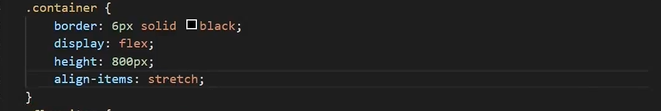 .container {
border: 6px solid black;
display: flex;
height: 800px;
align-items: stretch;
}